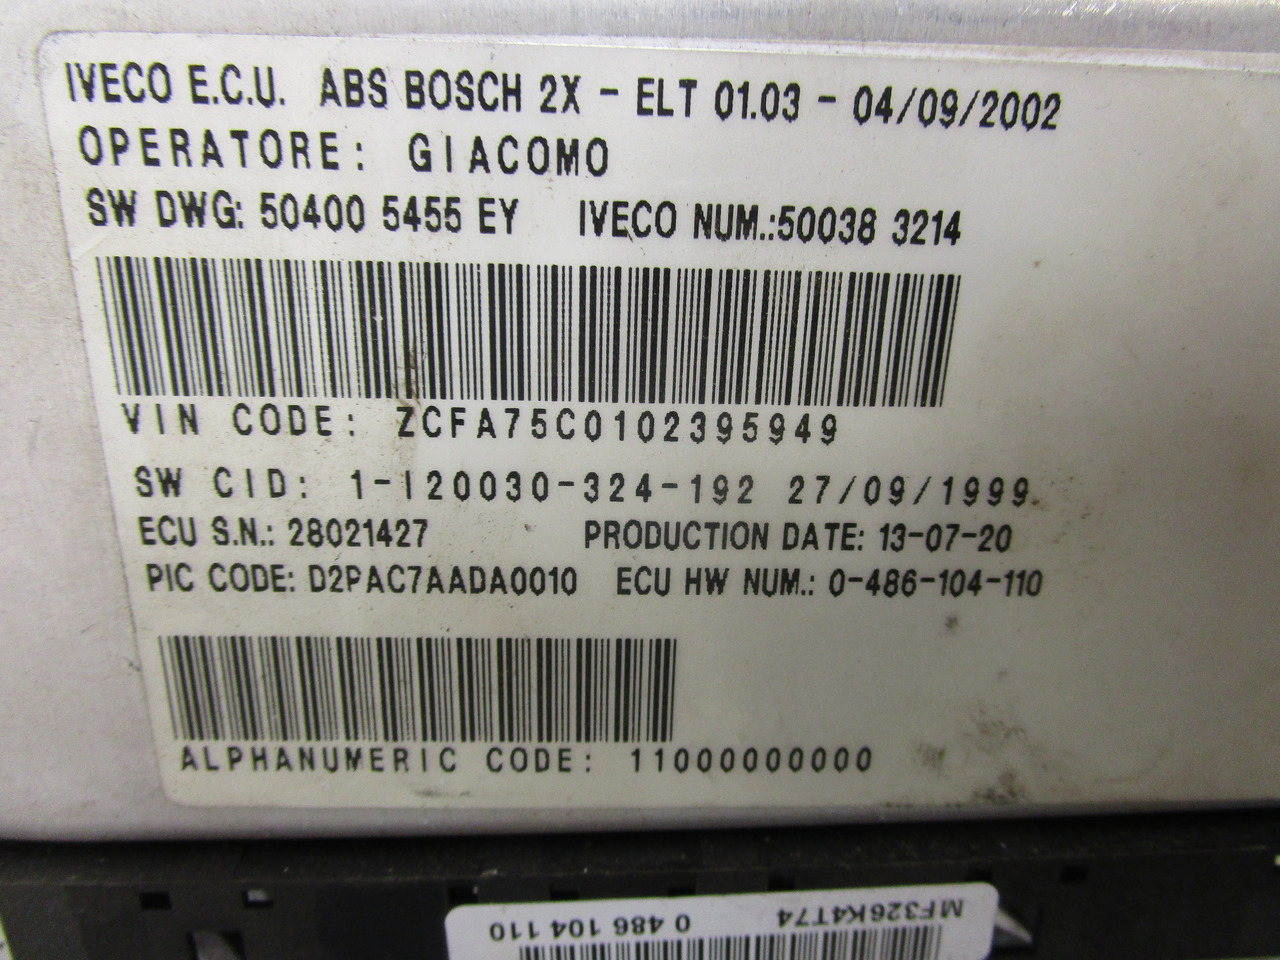 IVECO E.C.U. ABS BOSCH 2X - ELT 01.03 - 04/09/2002
OPERATORE: GIACOMO
SW DWG: 50400 5455 EY IVECO NUM.:50038 3214
VIN CODE: ZCFA75C0102395949
SW CID: 1-I20030-324-192 27/09/1999
ECU S.N.: 28021427 PRODUCTION DATE: 13-07-20
PIC CODE: D2PAC7AADA0010 ECU HW NUM.: 0-486-104-110
ALPHANUMERIC CODE: 11000000000
MF326K4T74 0 486 104 110